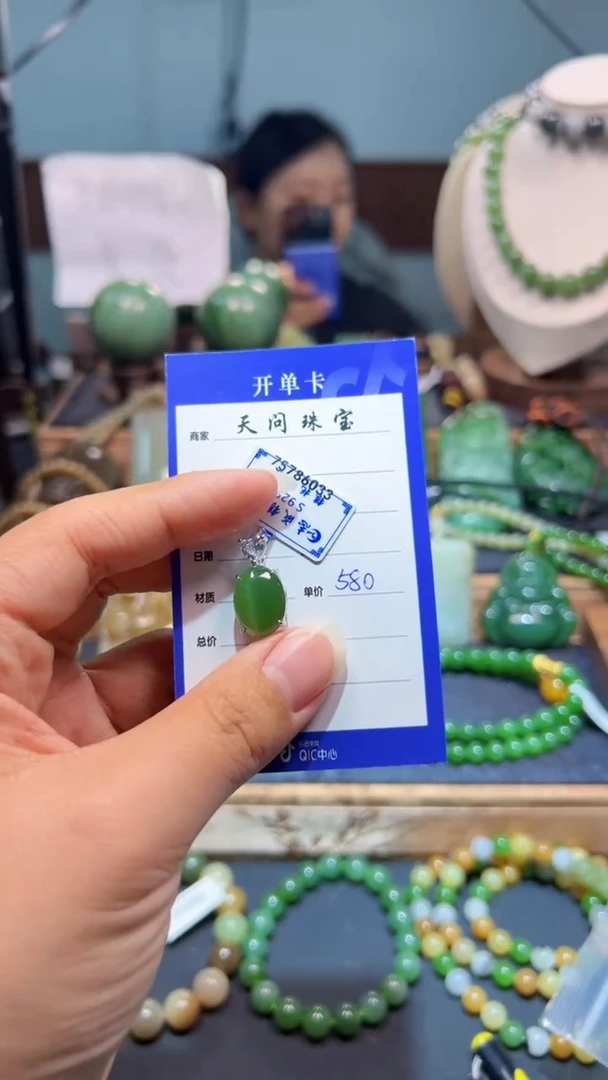 开单卡
商家 天问珠宝
75786033
日期
材质 单价 580
总价
QIC中心